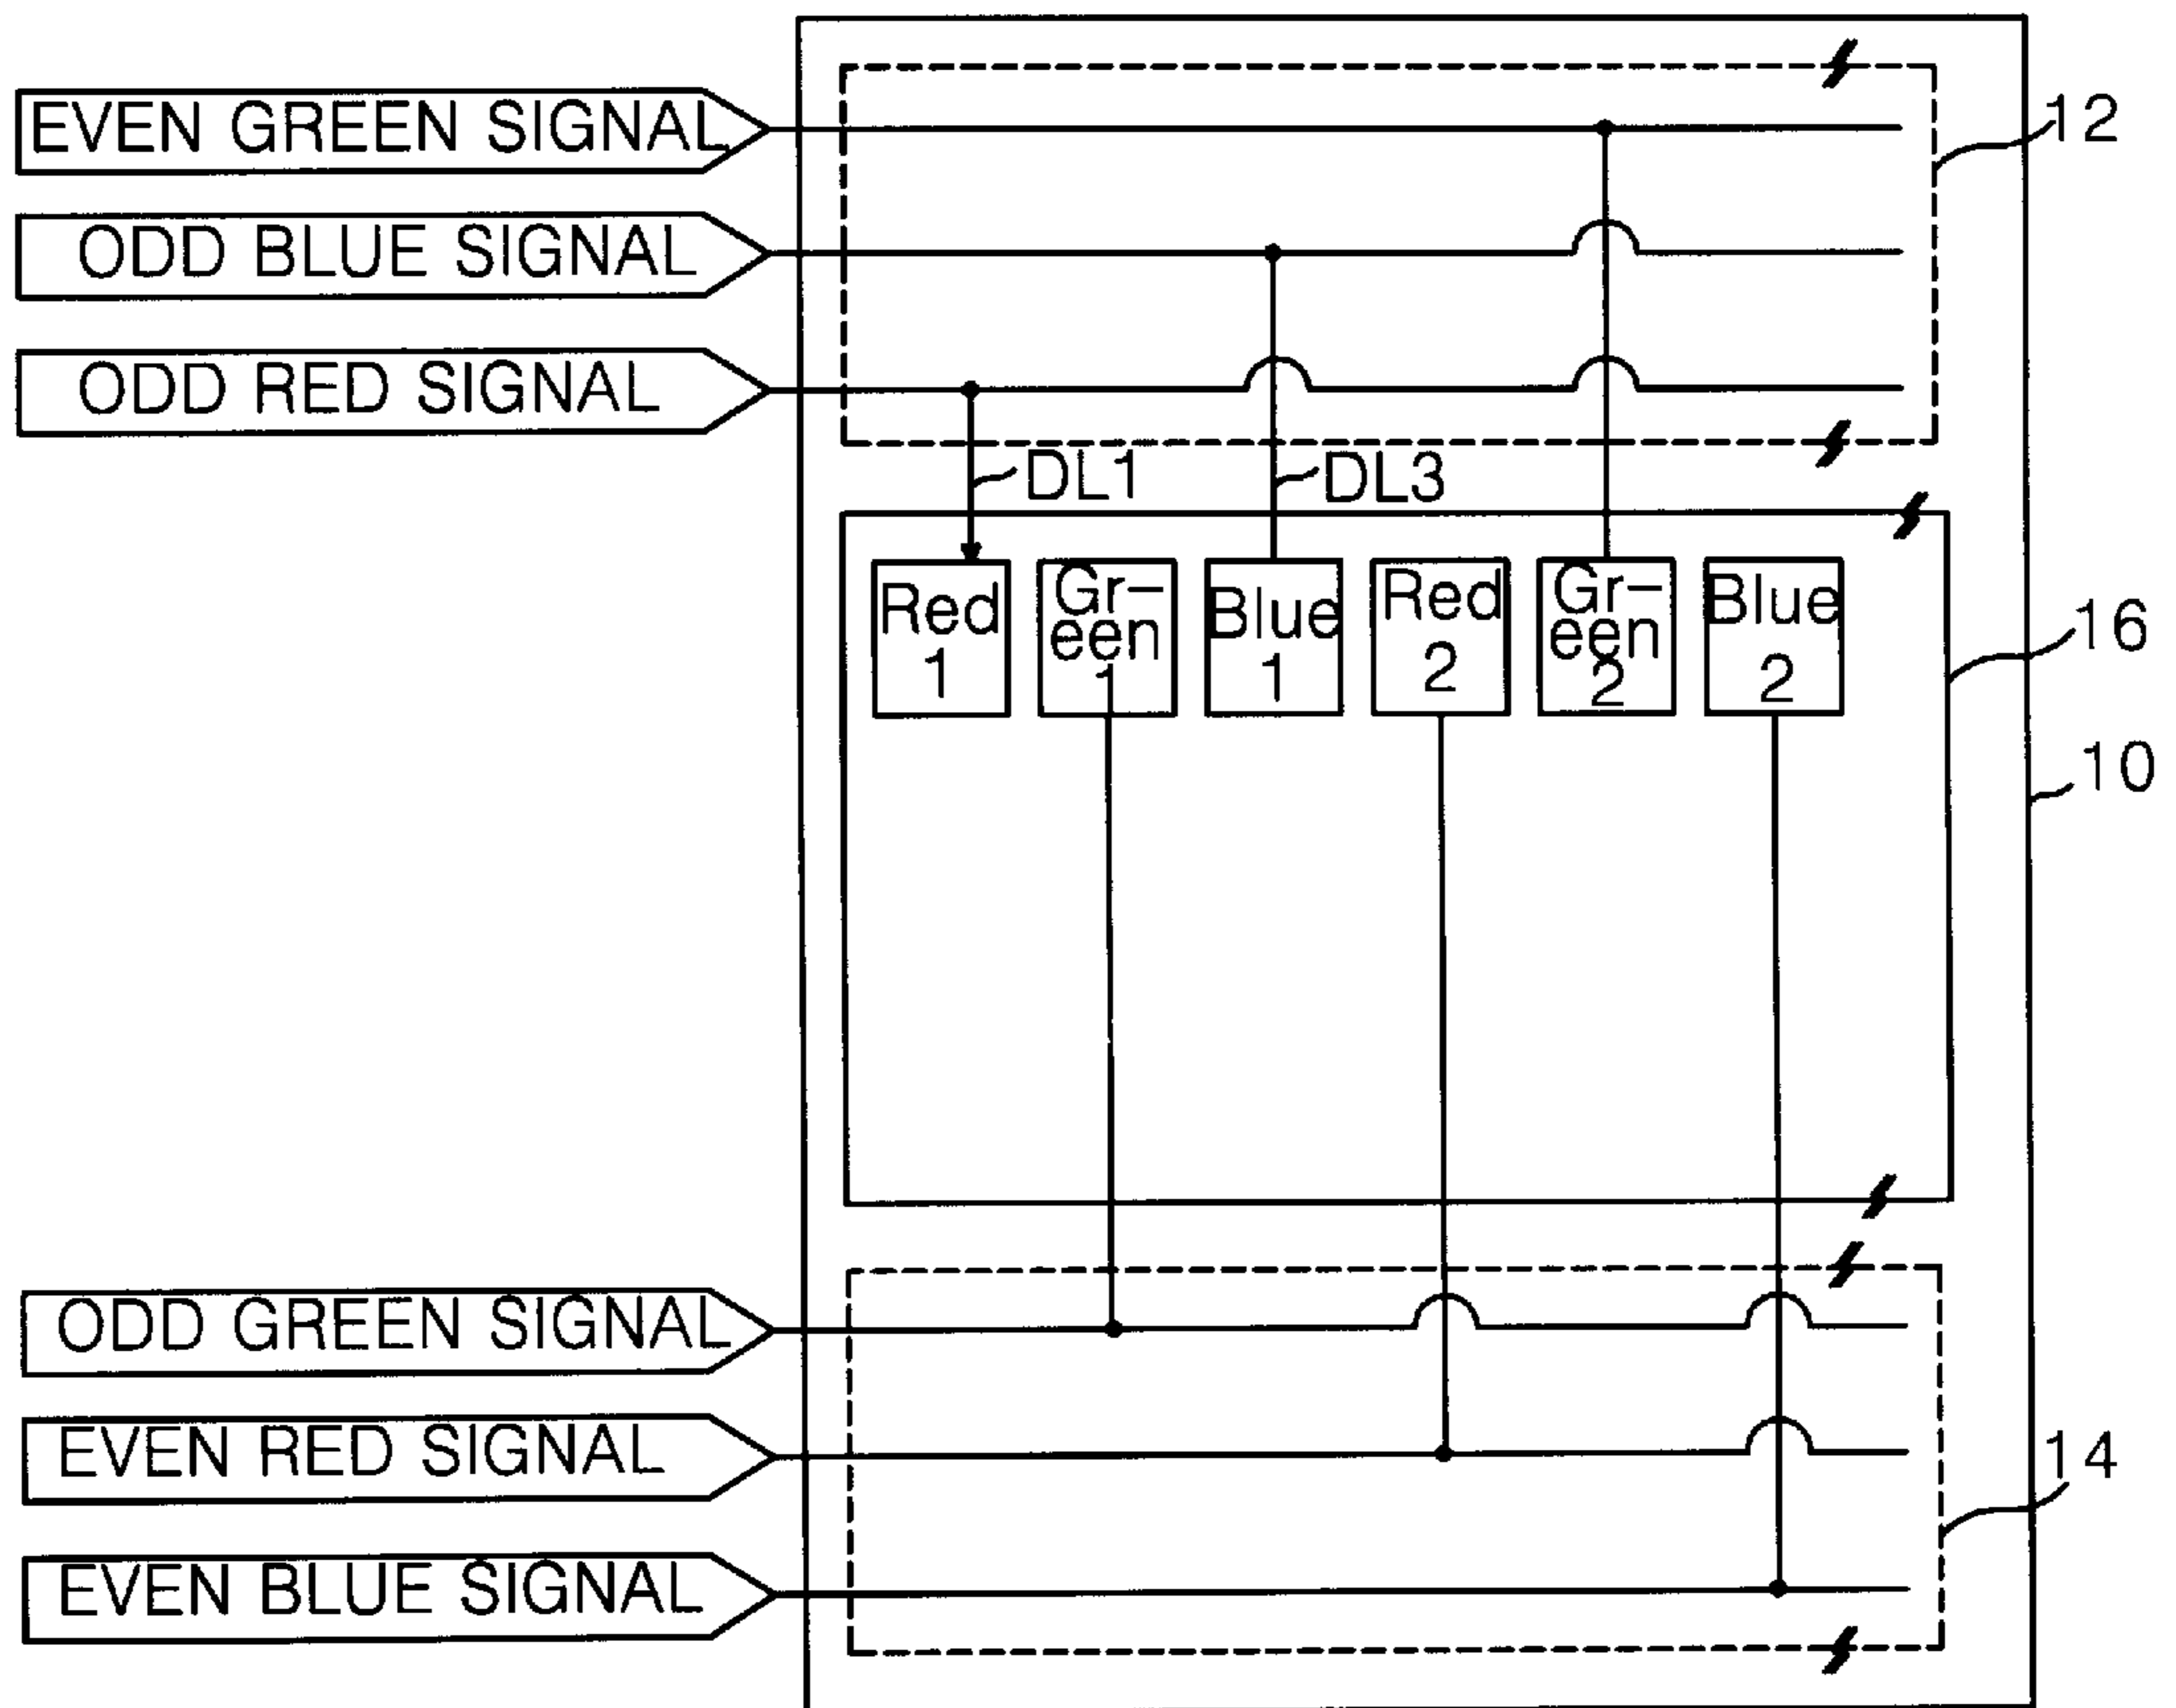 EVEN GREEN SIGNAL
12
ODD BLUE SIGNAL
ODD RED SIGNAL
DL1
DL3
Red
1
Gr-
een
1
Blue
1
Red
2
Gr-
een
2
Blue
2
16
10
ODD GREEN SIGNAL
EVEN RED SIGNAL
14
EVEN BLUE SIGNAL